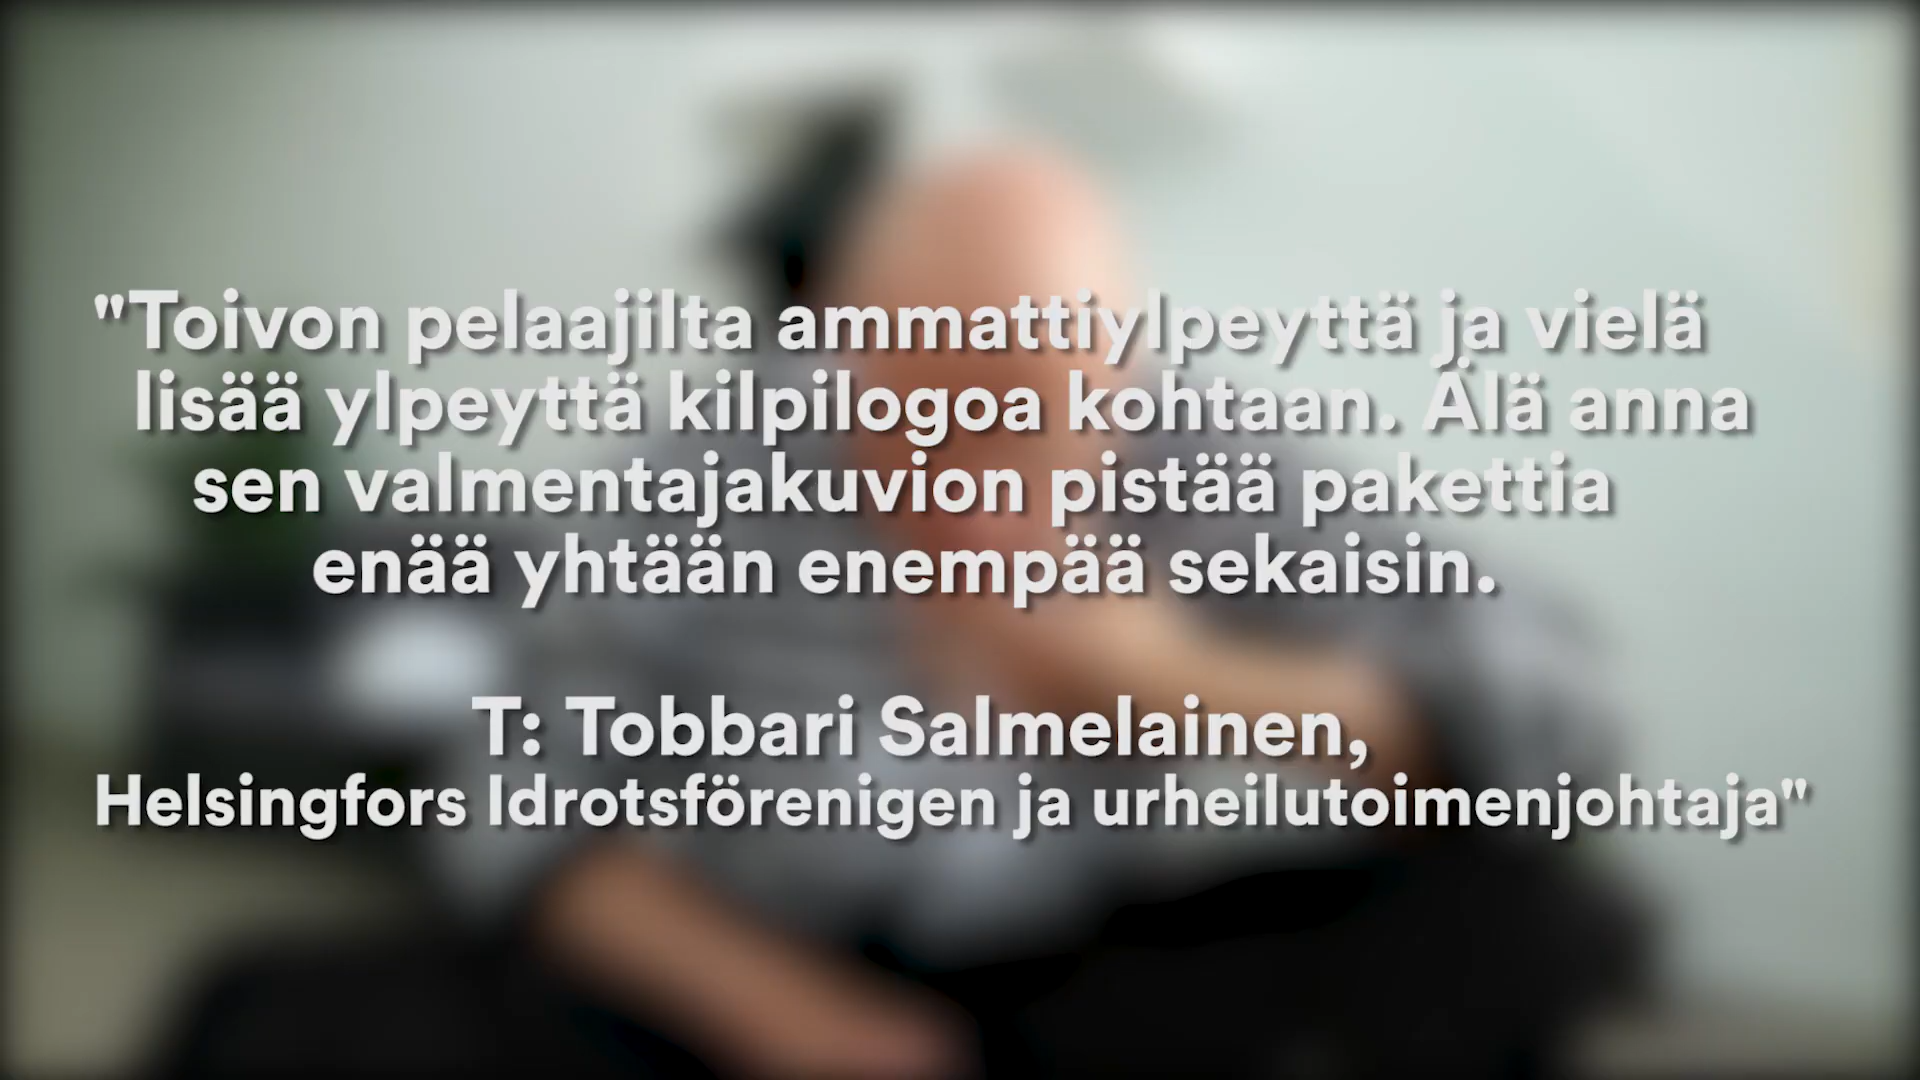 "Toivon pelaajilta ammattiylpeyttä ja vielä
lisää ylpeyttä kilpilogoa kohtaan. Älä anna
sen valmentajakuvion pistää pakettia
enää yhtään enempää sekaisin.
T: Tobbari Salmelainen,
Helsingfors Idrotsförenigen ja urheilutoimenjohtaja"